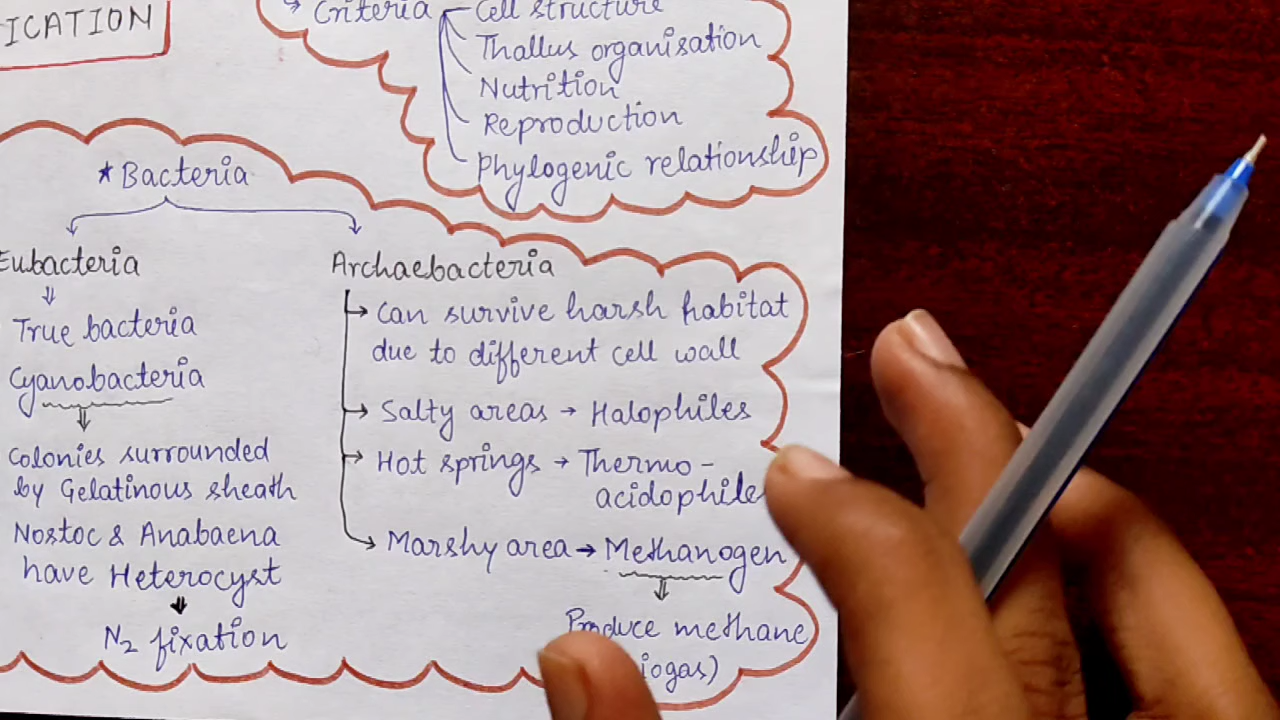 ICATION
Criteria
Cell structure
Thallus organisation
Nutrition
Reproduction
Phylogenic relationship
* Bacteria
Eubacteria
True bacteria
Cyanobacteria
Colonies surrounded
by Gelatinous sheath
Nostoc & Anabaena
have Heterocyst
N2 fixation
Archaebacteria
→ Can survive harsh habitat
due to different cell wall
→ Salty areas → Halophiles
→ Hot springs → Thermo-
acidophiles
→ Marshy area → Methanogen
Produce methane
iogas)